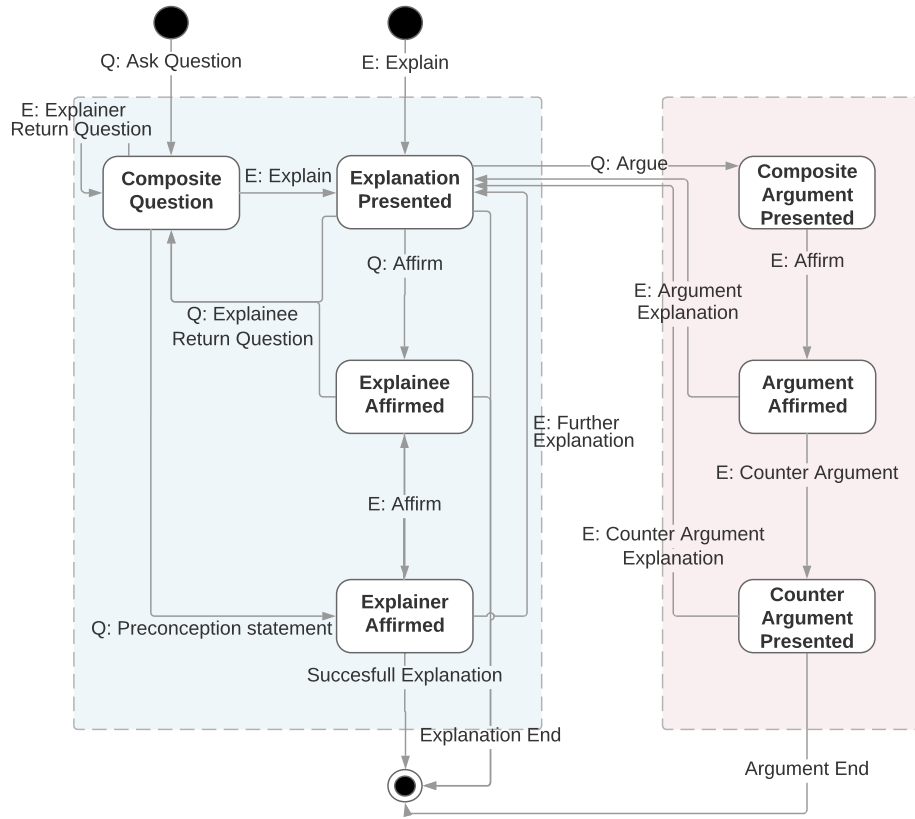 Q: Ask Question
E: Explain
E: Explainer
Return Question
Composite
Question
E: Explain
Explanation
Presented
Q: Argue
Composite
Argument
Presented
Q: Affirm
E: Affirm
Q: Explainee
Return Question
E: Argument
Explanation
Explainee
Affirmed
Argument
Affirmed
E: Further
Explanation
E: Counter Argument
E: Affirm
E: Counter Argument
Explanation
Explainer
Affirmed
Counter
Argument
Presented
Q: Preconception statement
Succesfull Explanation
Explanation End
Argument End